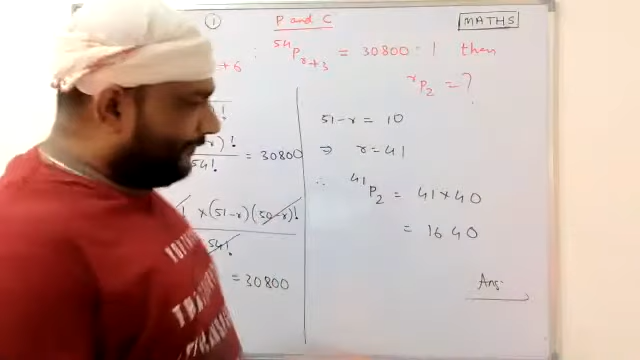 ① P and C MATHS
r+6 : ⁵⁴Pᵣ₊₃ = 30800 : 1 then
ʳP₂ = ?
!
r)! / 54! = 30800
! × (51-r)(50-r)! / 54!
= 30800
51-r = 10
⇒ r = 41
∴ ⁴¹P₂ = 41×40
= 1640
Ans.